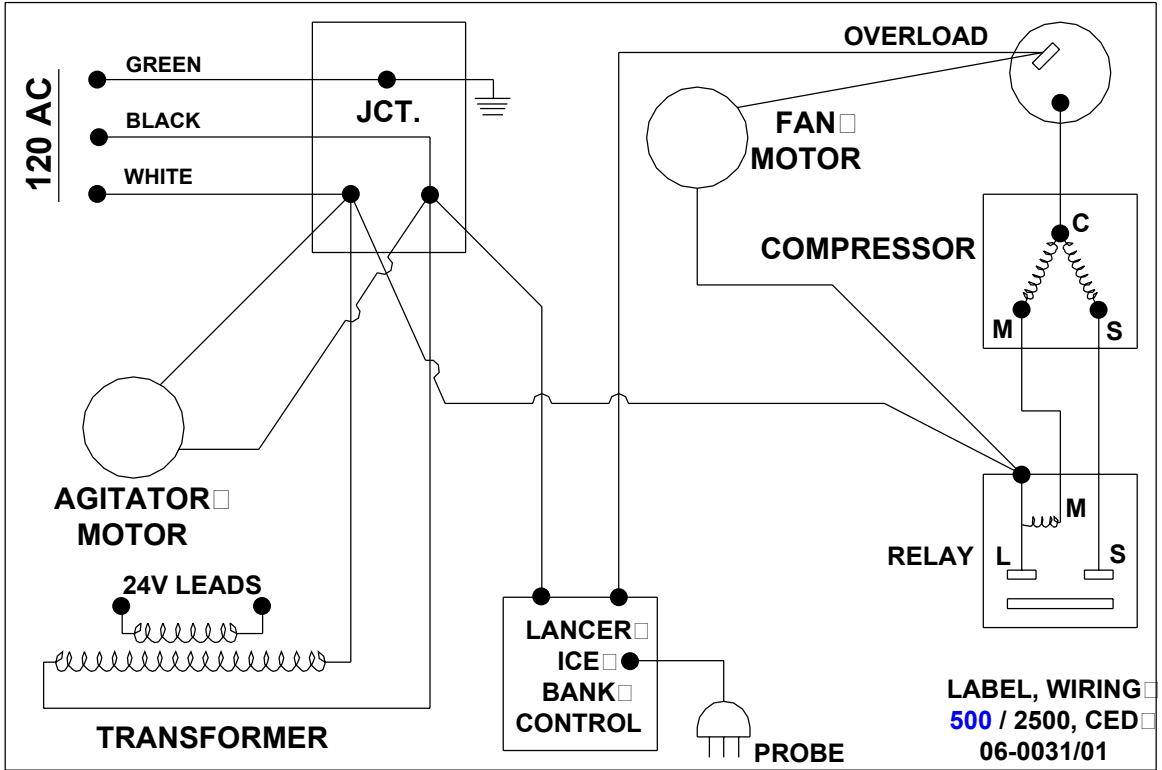 120 AC
GREEN
BLACK
WHITE
JCT.
OVERLOAD
FAN
MOTOR
COMPRESSOR
C
M
S
AGITATOR
MOTOR
24V LEADS
TRANSFORMER
LANCER
ICE
BANK
CONTROL
PROBE
RELAY
M
L
S
LABEL, WIRING
500 / 2500, CED
06-0031/01